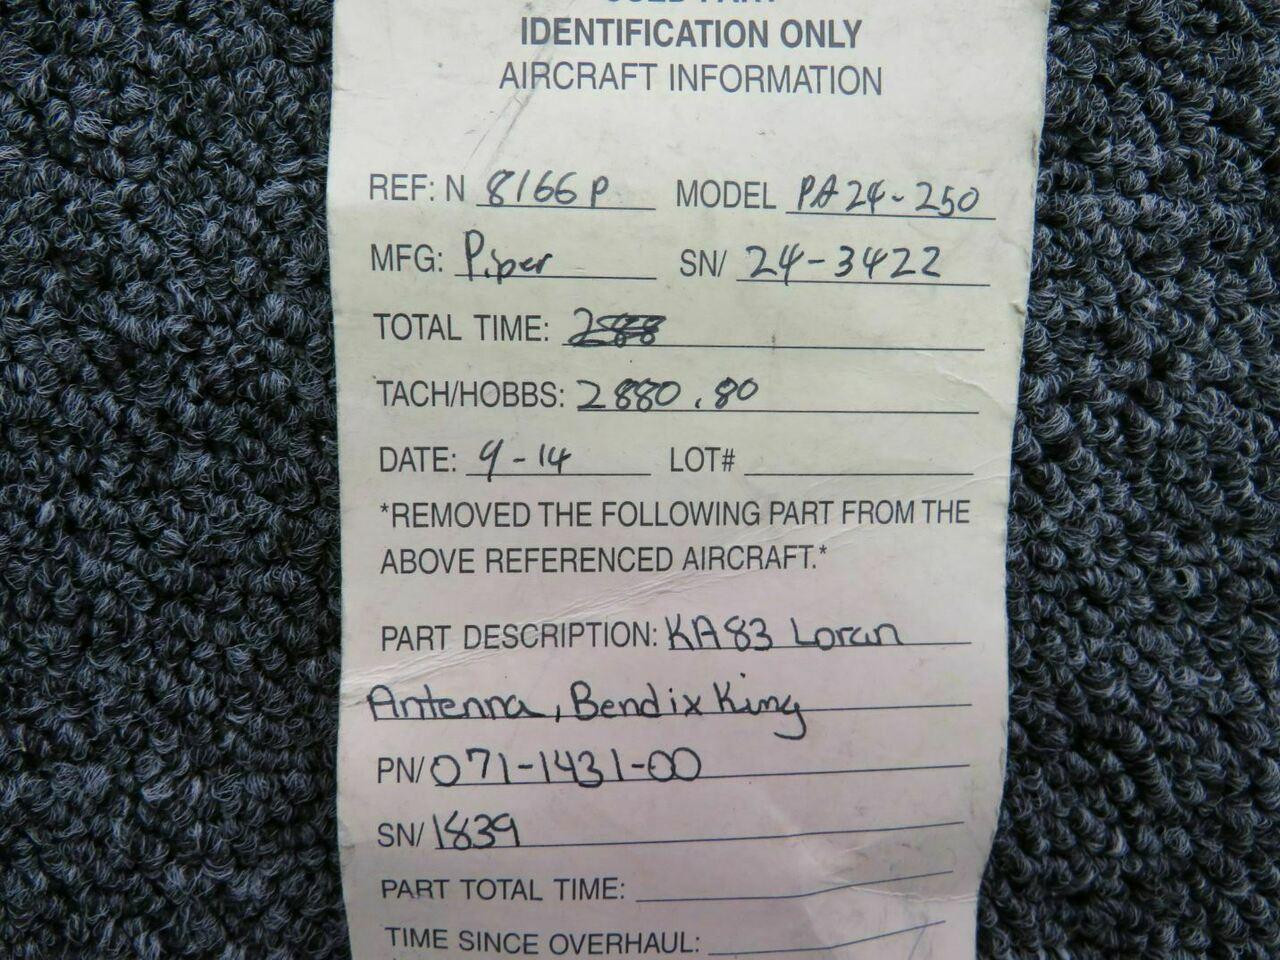 USED PART
IDENTIFICATION ONLY
AIRCRAFT INFORMATION
REF: N 8166P MODEL PA24-250
MFG: Piper SN/ 24-3422
TOTAL TIME:
TACH/HOBBS: 2880.80
DATE: 9-14 LOT#
*REMOVED THE FOLLOWING PART FROM THE
ABOVE REFERENCED AIRCRAFT.*
PART DESCRIPTION: KA83 Loran
Antenna, Bendix King
PN/ 071-1431-00
SN/ 1839
PART TOTAL TIME:
TIME SINCE OVERHAUL: